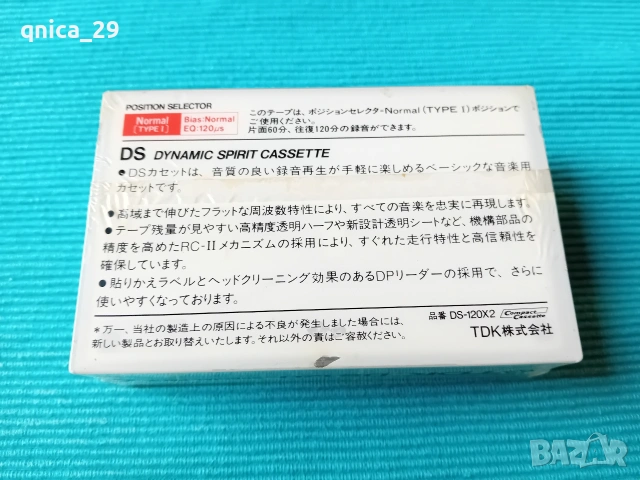 qnica_29
POSITION SELECTOR
Normal
(TYPE I)
Bias:Normal
EQ:120μs
このテープは、ポジションセレクタ-Normal(TYPE I)ポジションで
ご使用ください。
片面60分、往復120分の録音ができます。
DS DYNAMIC SPIRIT CASSETTE
●DSカセットは、音質の良い録音再生が手軽に楽しめるベーシックな音楽用
カセットです。
●高域まで伸びたフラットな周波数特性により、すべての音楽を忠実に再現します。
●テープ残量が見やすい高精度透明ハーフや新設計透明シートなど、機構部品の
精度を高めたRC-IIメカニズムの採用により、すぐれた走行特性と高信頼性を
確保しています。
●貼りかえラベルとヘッドクリーニング効果のあるDPリーダーの採用で、さらに
使いやすくなっております。
*万一、当社の製造上の原因による不良が発生しました場合には、
新しい製品とお取り替えいたします。それ以外の責はご容赦ください。
品番 DS-120X2 Compact Cassette
TDK株式会社
BAZAR
bg